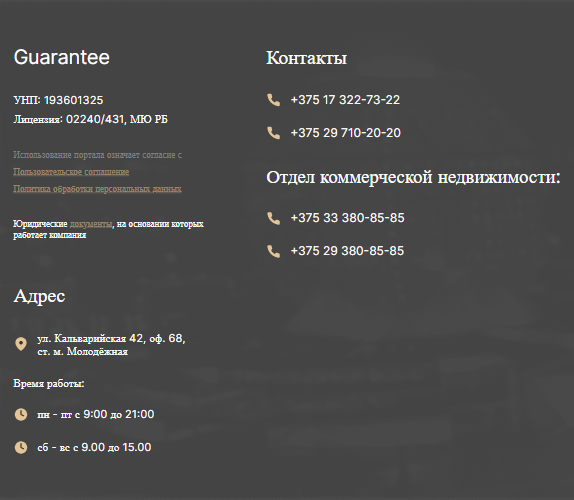 Guarantee
УНП: 193601325
Лицензия: 02240/431, МЮ РБ
Использование портала означает согласие с
Пользовательское соглашение
Политика обработки персональных данных
Юридические документы, на основании которых
работает компания
Адрес
ул. Кальварийская 42, оф. 68,
ст. м. Молодёжная
Время работы:
пн - пт с 9:00 до 21:00
сб - вс с 9.00 до 15.00
Контакты
+375 17 322-73-22
+375 29 710-20-20
Отдел коммерческой недвижимости:
+375 33 380-85-85
+375 29 380-85-85